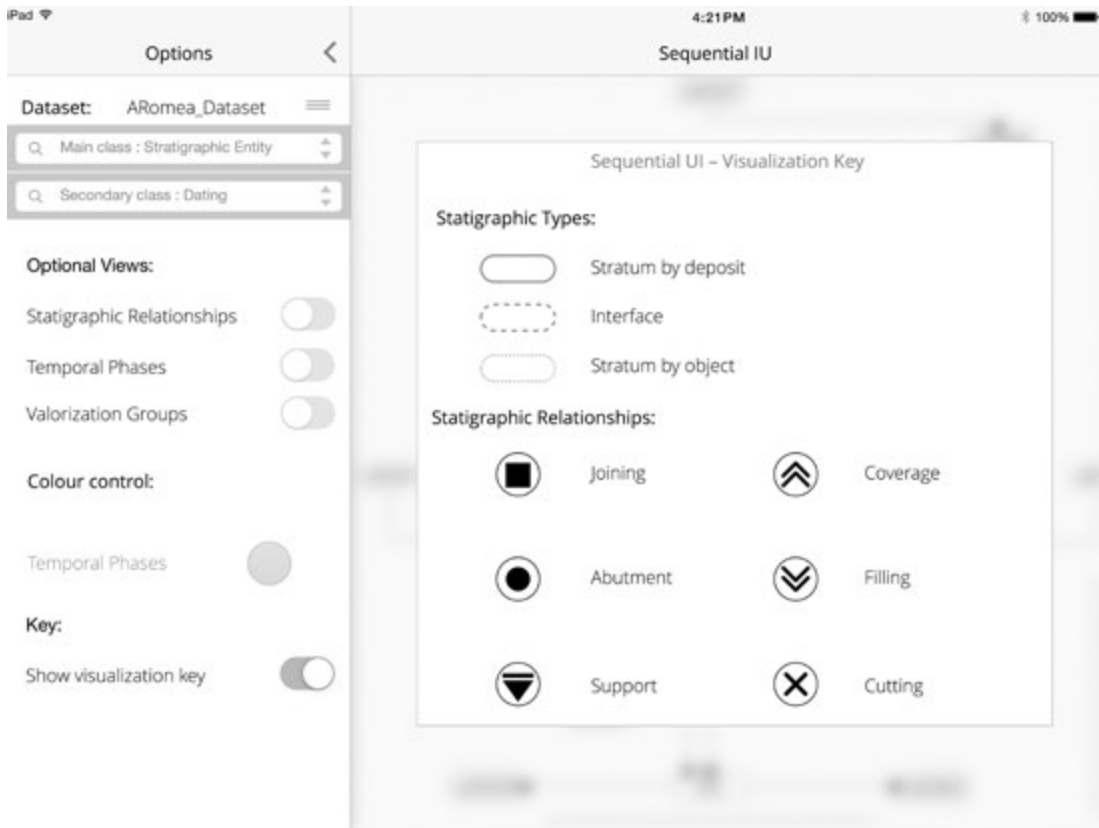 iPad
4:21PM
100%
Options
Sequential IU
Dataset: ARomea_Dataset
Main class : Stratigraphic Entity
Secondary class : Dating
Optional Views:
Statigraphic Relationships
Temporal Phases
Valorization Groups
Colour control:
Temporal Phases
Key:
Show visualization key
Sequential UI – Visualization Key
Statigraphic Types:
Stratum by deposit
Interface
Stratum by object
Statigraphic Relationships:
Joining
Coverage
Abutment
Filling
Support
Cutting